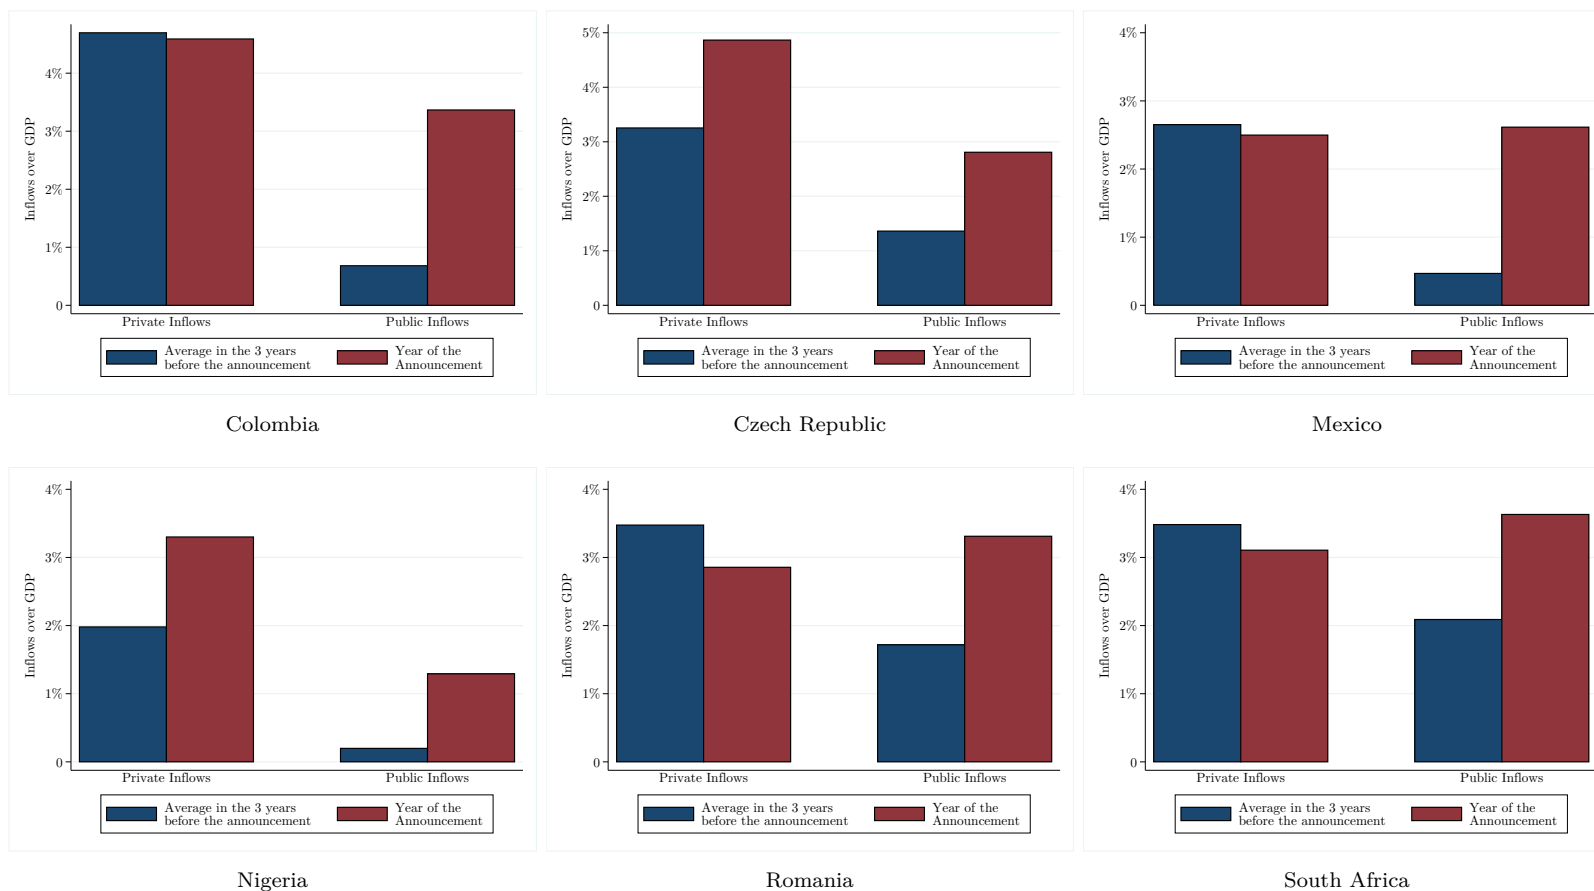 Inflows over GDP
4%
3%
2%
1%
0
Private Inflows Public Inflows
Average in the 3 years
before the announcement
Year of the
Announcement
Colombia
Inflows over GDP
5%
4%
3%
2%
1%
0
Private Inflows Public Inflows
Average in the 3 years
before the announcement
Year of the
Announcement
Czech Republic
Inflows over GDP
4%
3%
2%
1%
0
Private Inflows Public Inflows
Average in the 3 years
before the announcement
Year of the
Announcement
Mexico
Inflows over GDP
4%
3%
2%
1%
0
Private Inflows Public Inflows
Average in the 3 years
before the announcement
Year of the
Announcement
Nigeria
Inflows over GDP
4%
3%
2%
1%
0
Private Inflows Public Inflows
Average in the 3 years
before the announcement
Year of the
Announcement
Romania
Inflows over GDP
4%
3%
2%
1%
0
Private Inflows Public Inflows
Average in the 3 years
before the announcement
Year of the
Announcement
South Africa